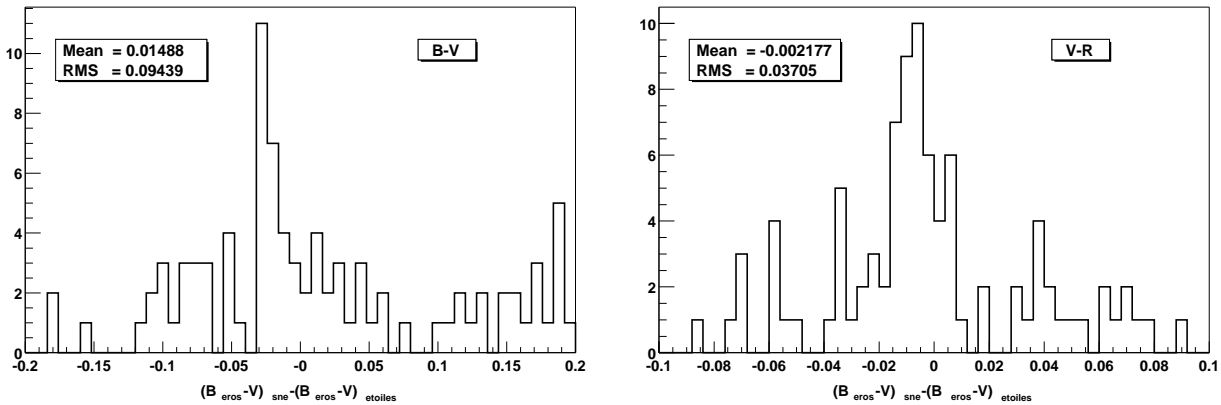 Mean = 0.01488
RMS = 0.09439
B-V
10
8
6
4
2
0
-0.2 -0.15 -0.1 -0.05 -0 0.05 0.1 0.15 0.2
(B eros-V) sne-(B eros-V) etoiles
Mean = -0.002177
RMS = 0.03705
V-R
10
8
6
4
2
0
-0.1 -0.08 -0.06 -0.04 -0.02 0 0.02 0.04 0.06 0.08 0.1
(B eros-V) sne-(B eros-V) etoiles